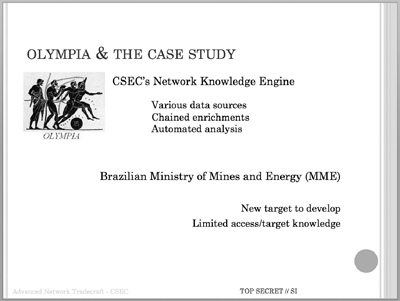 OLYMPIA & THE CASE STUDY
CSEC's Network Knowledge Engine
Various data sources
Chained enrichments
Automated analysis
OLYMPIA
Brazilian Ministry of Mines and Energy (MME)
New target to develop
Limited access/target knowledge
Advanced Network Tradecraft - CSEC
TOP SECRET // SI